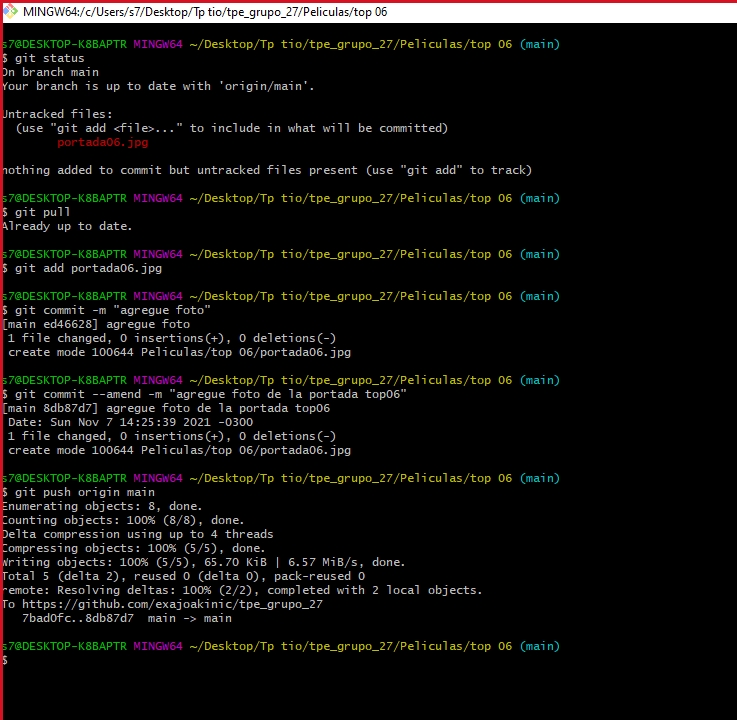 MINGW64:/c/Users/s7/Desktop/Tp tio/tpe_grupo_27/Peliculas/top 06
s7@DESKTOP-K8BAPTR MINGW64 ~/Desktop/Tp tio/tpe_grupo_27/Peliculas/top 06 (main)
$ git status
On branch main
Your branch is up to date with 'origin/main'.
Untracked files:
(use "git add <file>..." to include in what will be committed)
portada06.jpg
nothing added to commit but untracked files present (use "git add" to track)
s7@DESKTOP-K8BAPTR MINGW64 ~/Desktop/Tp tio/tpe_grupo_27/Peliculas/top 06 (main)
$ git pull
Already up to date.
s7@DESKTOP-K8BAPTR MINGW64 ~/Desktop/Tp tio/tpe_grupo_27/Peliculas/top 06 (main)
$ git add portada06.jpg
s7@DESKTOP-K8BAPTR MINGW64 ~/Desktop/Tp tio/tpe_grupo_27/Peliculas/top 06 (main)
$ git commit -m "agregue foto"
[main ed46628] agregue foto
1 file changed, 0 insertions(+), 0 deletions(-)
create mode 100644 Peliculas/top 06/portada06.jpg
s7@DESKTOP-K8BAPTR MINGW64 ~/Desktop/Tp tio/tpe_grupo_27/Peliculas/top 06 (main)
$ git commit --amend -m "agregue foto de la portada top06"
[main 8db87d7] agregue foto de la portada top06
Date: Sun Nov 7 14:25:39 2021 -0300
1 file changed, 0 insertions(+), 0 deletions(-)
create mode 100644 Peliculas/top 06/portada06.jpg
s7@DESKTOP-K8BAPTR MINGW64 ~/Desktop/Tp tio/tpe_grupo_27/Peliculas/top 06 (main)
$ git push origin main
Enumerating objects: 8, done.
Counting objects: 100% (8/8), done.
Delta compression using up to 4 threads
Compressing objects: 100% (5/5), done.
Writing objects: 100% (5/5), 65.70 KiB | 6.57 MiB/s, done.
Total 5 (delta 2), reused 0 (delta 0), pack-reused 0
remote: Resolving deltas: 100% (2/2), completed with 2 local objects.
To https://github.com/exajoakinic/tpe_grupo_27
7bad0fc..8db87d7  main -> main
s7@DESKTOP-K8BAPTR MINGW64 ~/Desktop/Tp tio/tpe_grupo_27/Peliculas/top 06 (main)
$